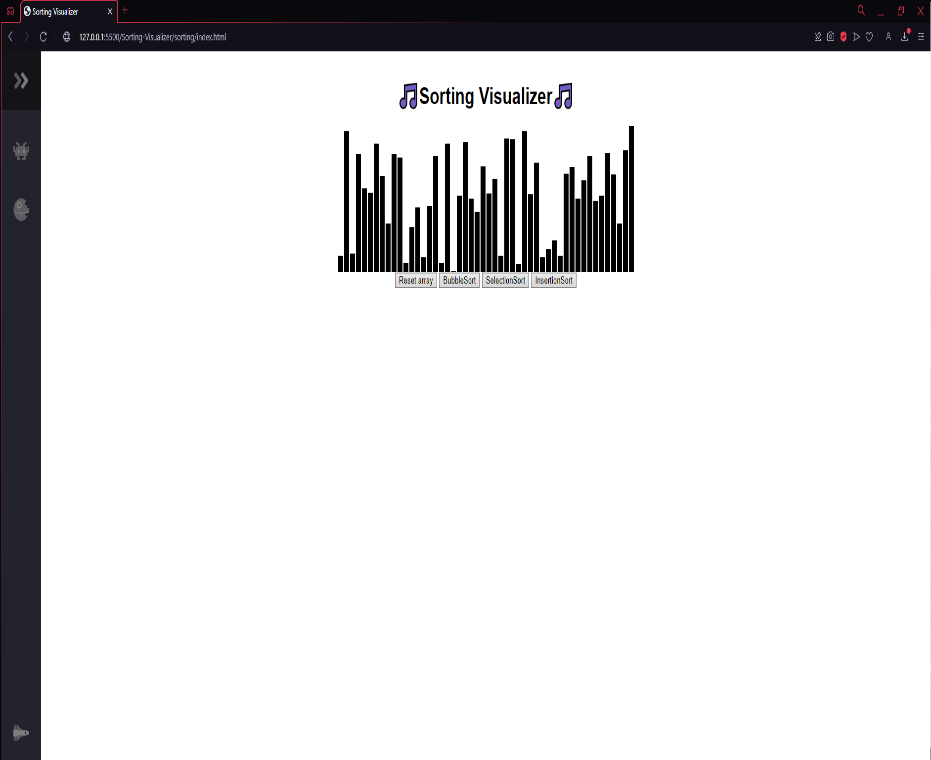 Sorting Visualizer
127.0.0.1:5500/Sorting-Visualizer/sorting/index.html
🎵Sorting Visualizer🎵
Reset array BubbleSort SelectionSort InsertionSort